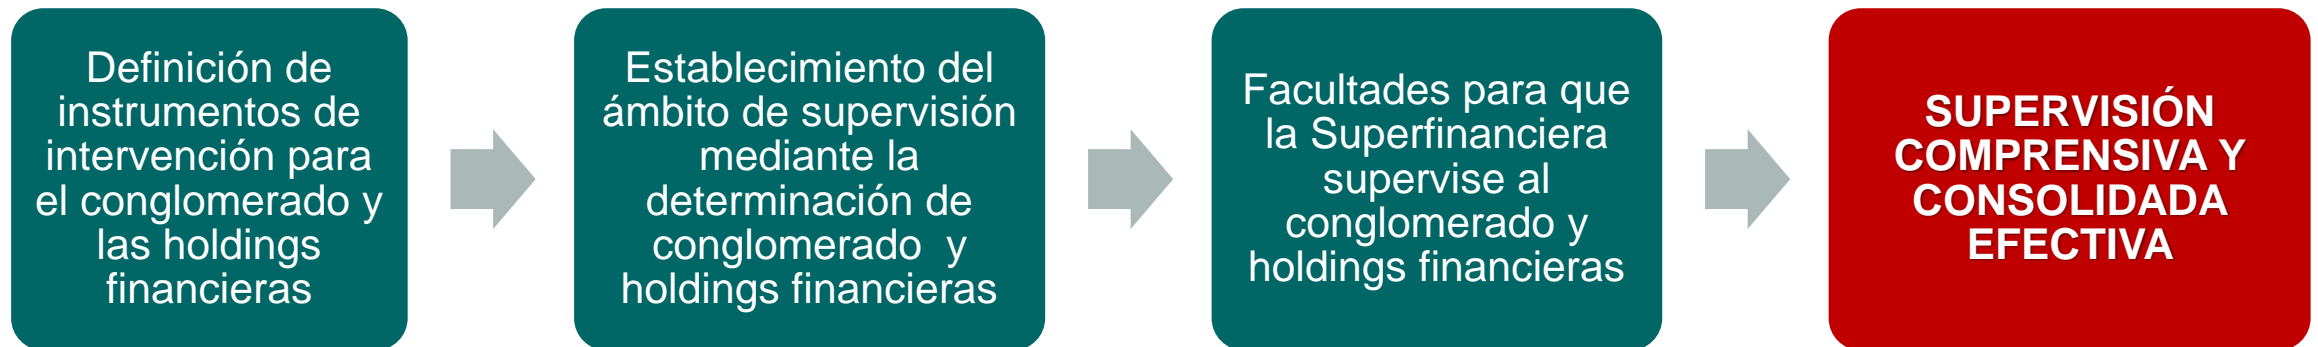 Definición de
instrumentos de
intervención para
el conglomerado y
las holdings
financieras
Establecimiento del
ámbito de supervisión
mediante la
determinación de
conglomerado y
holdings financieras
Facultades para que
la Superfinanciera
supervise al
conglomerado y
holdings financieras
SUPERVISIÓN
COMPRENSIVA Y
CONSOLIDADA
EFECTIVA